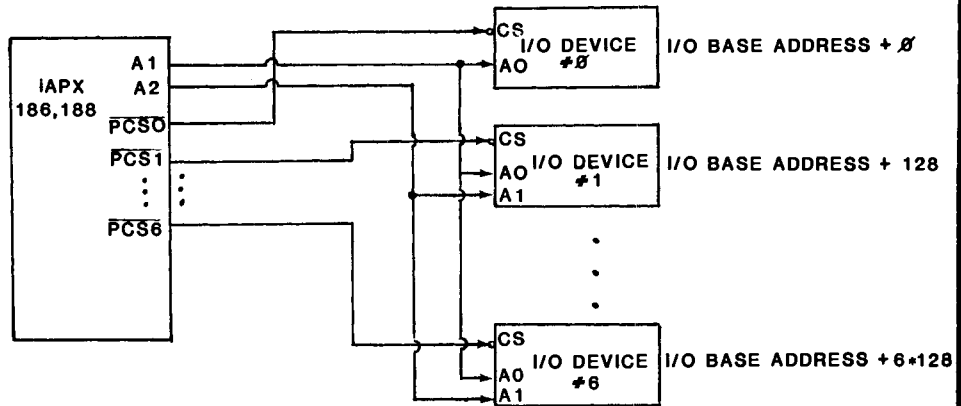 iAPX
186,188
A1
A2
PCS0
PCS1
PCS6
CS
I/O DEVICE
#0
A0
I/O BASE ADDRESS + 0
CS
I/O DEVICE
#1
A0
A1
I/O BASE ADDRESS + 128
CS
I/O DEVICE
#6
A0
A1
I/O BASE ADDRESS + 6*128